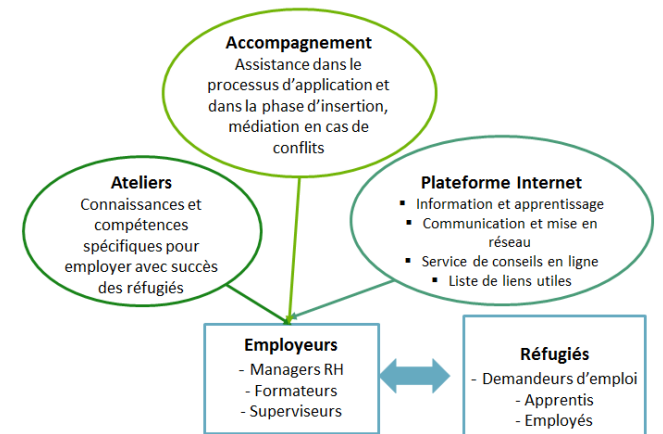 Accompagnement
Assistance dans le
processus d’application et
dans la phase d’insertion,
médiation en cas de
conflits
Ateliers
Connaissances et
compétences
spécifiques pour
employer avec succès
des réfugiés
Plateforme Internet
▪ Information et apprentissage
▪ Communication et mise en
réseau
▪ Service de conseils en ligne
▪ Liste de liens utiles
Employeurs
- Managers RH
- Formateurs
- Superviseurs
Réfugiés
- Demandeurs d’emploi
- Apprentis
- Employés